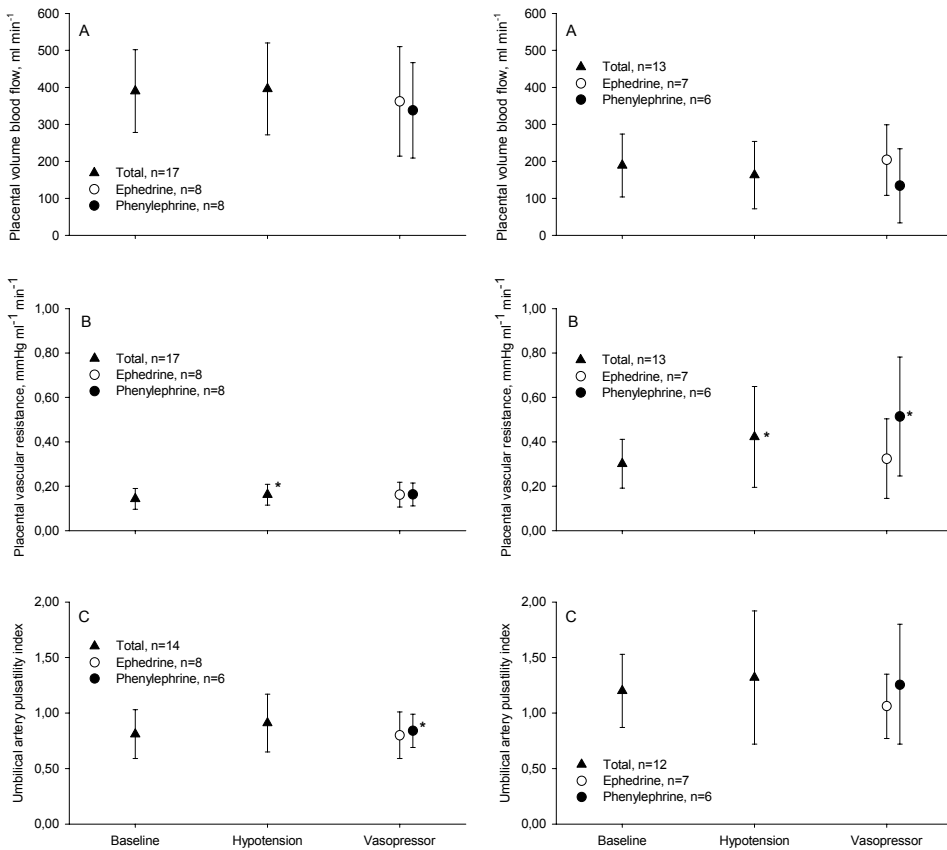 A
Placental volume blood flow, ml min⁻¹
600
500
400
300
200
100
0
Total, n=17
Ephedrine, n=8
Phenylephrine, n=8
A
Placental volume blood flow, ml min⁻¹
600
500
400
300
200
100
0
Total, n=13
Ephedrine, n=7
Phenylephrine, n=6
B
Placental vascular resistance, mmHg ml⁻¹ min⁻¹
1,00
0,80
0,60
0,40
0,20
0,00
Total, n=17
Ephedrine, n=8
Phenylephrine, n=8
*
B
Placental vascular resistance, mmHg ml⁻¹ min⁻¹
1,00
0,80
0,60
0,40
0,20
0,00
Total, n=13
Ephedrine, n=7
Phenylephrine, n=6
*
*
C
Umbilical artery pulsatility index
2,00
1,50
1,00
0,50
0,00
Total, n=14
Ephedrine, n=8
Phenylephrine, n=6
*
Baseline
Hypotension
Vasopressor
C
Umbilical artery pulsatility index
2,00
1,50
1,00
0,50
0,00
Total, n=12
Ephedrine, n=7
Phenylephrine, n=6
Baseline
Hypotension
Vasopressor